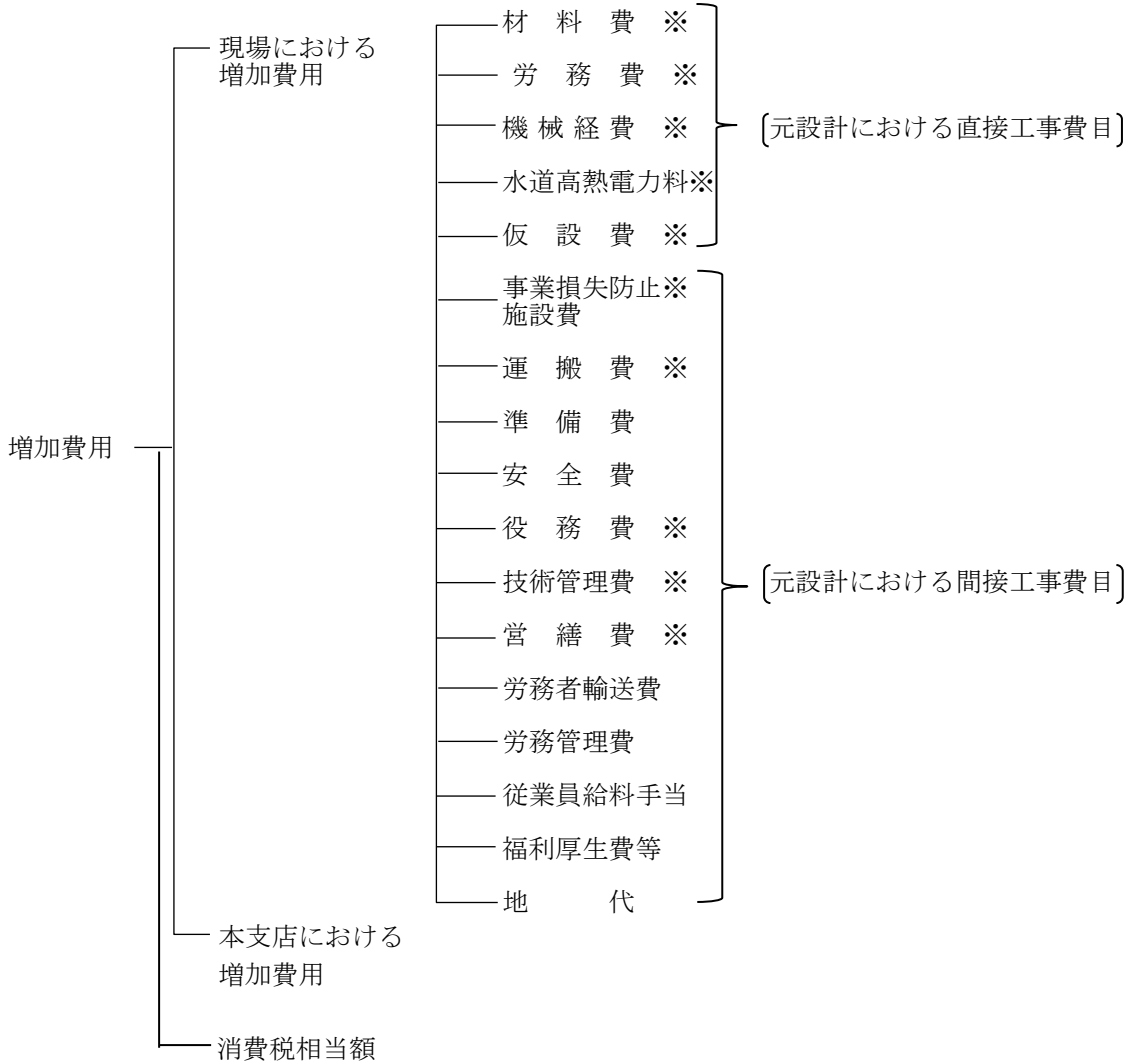 増加費用
現場における
増加費用
材料費 ※
労務費 ※
機械経費 ※
水道高熱電力料※
仮設費 ※
〔元設計における直接工事費目〕
事業損失防止※
施設費
運搬費 ※
準備費
安全費
役務費 ※
技術管理費 ※
営繕費 ※
労務者輸送費
労務管理費
従業員給料手当
福利厚生費等
地代
〔元設計における間接工事費目〕
本支店における
増加費用
消費税相当額